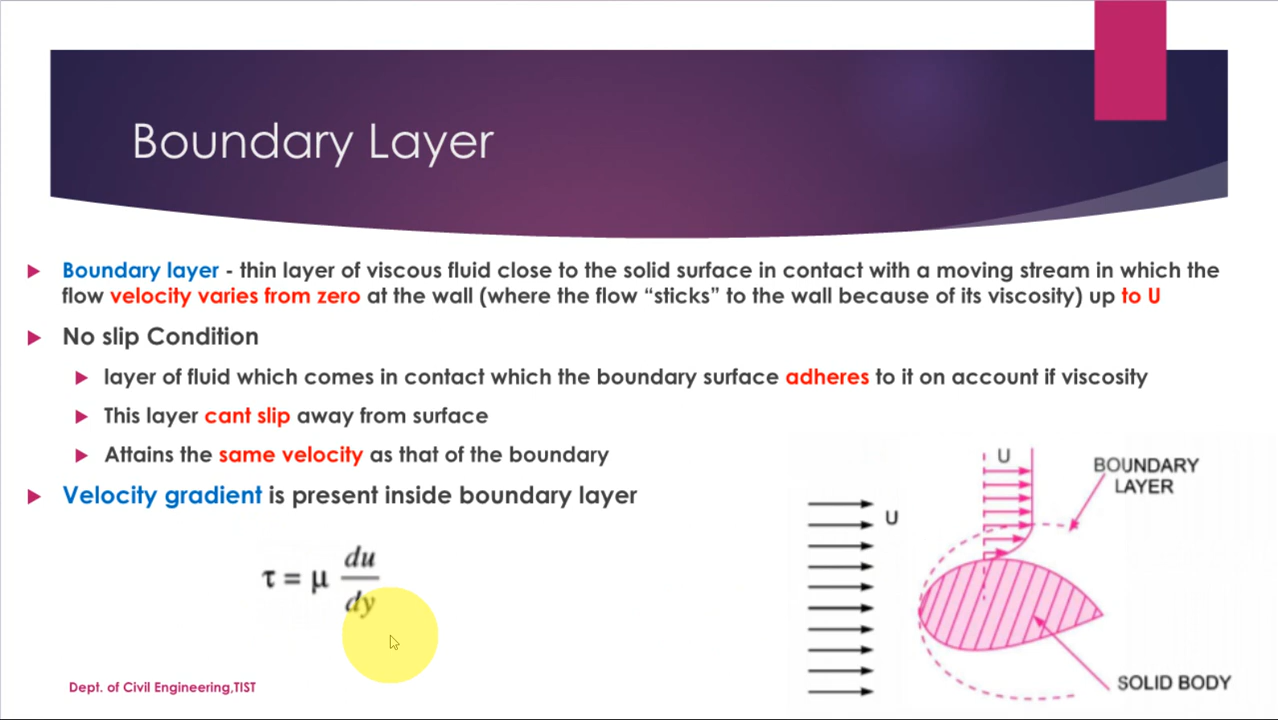 Boundary Layer
Boundary layer - thin layer of viscous fluid close to the solid surface in contact with a moving stream in which the
flow velocity varies from zero at the wall (where the flow “sticks” to the wall because of its viscosity) up to U
No slip Condition
layer of fluid which comes in contact which the boundary surface adheres to it on account if viscosity
This layer cant slip away from surface
Attains the same velocity as that of the boundary
Velocity gradient is present inside boundary layer
τ = μ du/dy
U
U
BOUNDARY
LAYER
SOLID BODY
Dept. of Civil Engineering,TIST